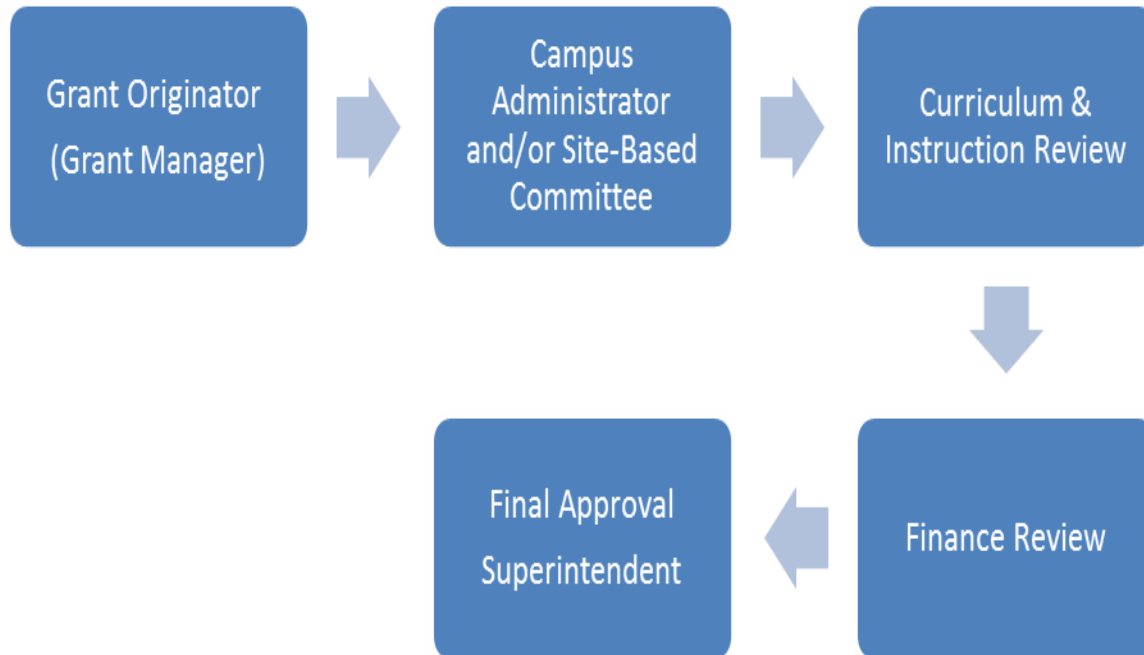 Grant Originator
(Grant Manager)
Campus
Administrator
and/or Site-Based
Committee
Curriculum &
Instruction Review
Finance Review
Final Approval
Superintendent